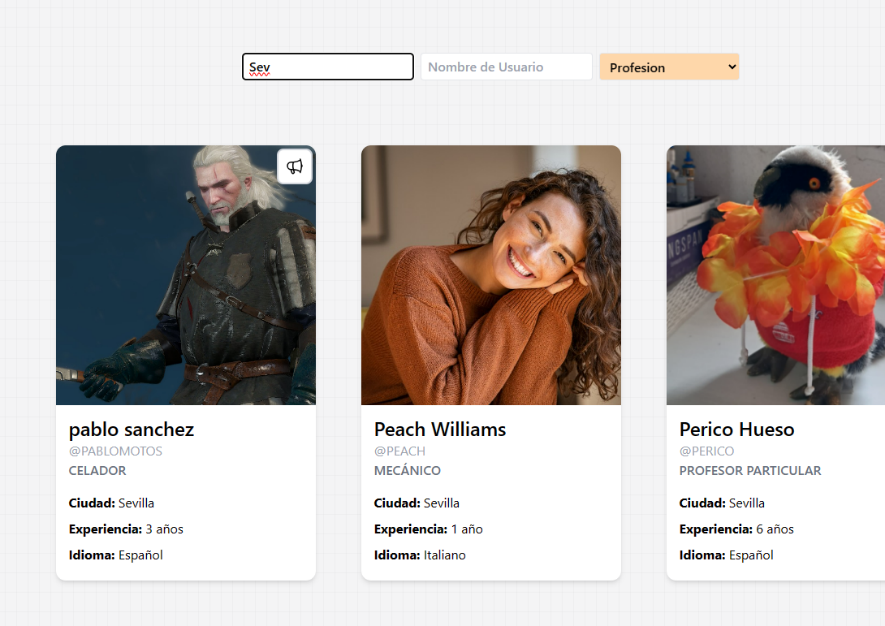 Sev
Nombre de Usuario
Profesion
NGSPAN
pablo sanchez
@PABLOMOTOS
CELADOR
Ciudad: Sevilla
Experiencia: 3 años
Idioma: Español
Peach Williams
@PEACH
MECÁNICO
Ciudad: Sevilla
Experiencia: 1 año
Idioma: Italiano
Perico Hueso
@PERICO
PROFESOR PARTICULAR
Ciudad: Sevilla
Experiencia: 6 años
Idioma: Español